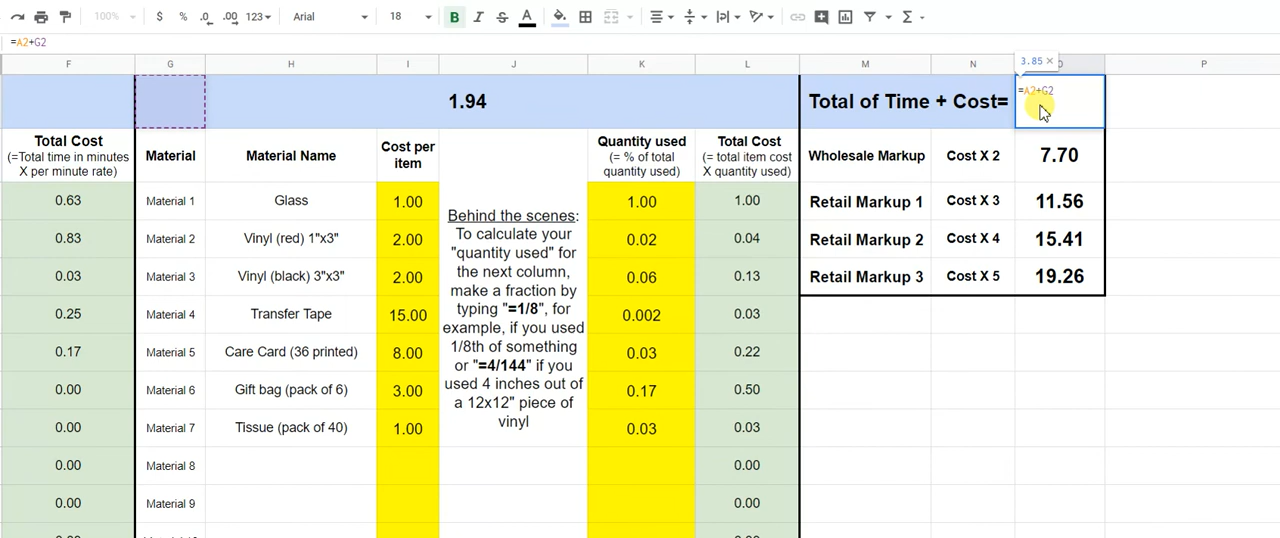 100%
$ % .0 .00 123
Arial
18
B I S A
=A2+G2
3.85 ×
F G H I J K L M N O P
1.94
Total of Time + Cost=
=A2+G2
Total Cost
(=Total time in minutes
X per minute rate)
Material
Material Name
Cost per
item
Quantity used
(= % of total
quantity used)
Total Cost
(= total item cost
X quantity used)
Wholesale Markup Cost X 2 7.70
0.63 Material 1 Glass 1.00 1.00 1.00 Retail Markup 1 Cost X 3 11.56
0.83 Material 2 Vinyl (red) 1"x3" 2.00 0.02 0.04 Retail Markup 2 Cost X 4 15.41
0.03 Material 3 Vinyl (black) 3"x3" 2.00 0.06 0.13 Retail Markup 3 Cost X 5 19.26
0.25 Material 4 Transfer Tape 15.00 0.002 0.03
0.17 Material 5 Care Card (36 printed) 8.00 0.03 0.22
0.00 Material 6 Gift bag (pack of 6) 3.00 0.17 0.50
0.00 Material 7 Tissue (pack of 40) 1.00 0.03 0.03
0.00 Material 8 0.00
0.00 Material 9 0.00
Behind the scenes:
To calculate your
"quantity used" for
the next column,
make a fraction by
typing "=1/8", for
example, if you used
1/8th of something
or "=4/144" if you
used 4 inches out of
a 12x12" piece of
vinyl